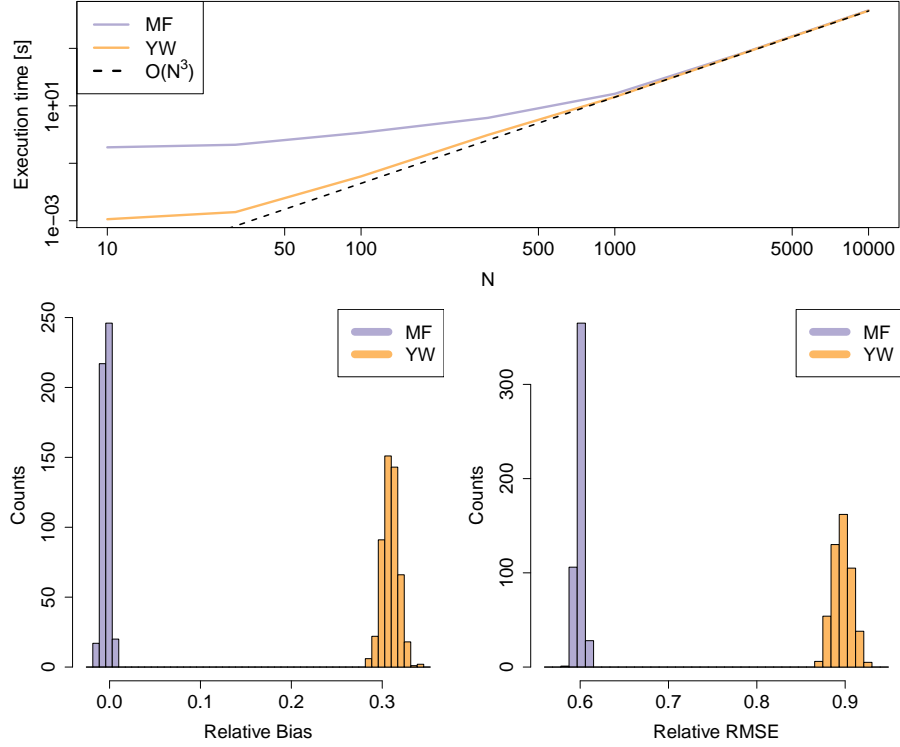 MF
YW
O(N³)
Execution time [s]
1e+01
1e−03
10 50 100 500 1000 5000 10000
N
MF
YW
Counts
250
200
150
100
50
0
0.0 0.1 0.2 0.3
Relative Bias
MF
YW
Counts
300
200
100
0
0.6 0.7 0.8 0.9
Relative RMSE